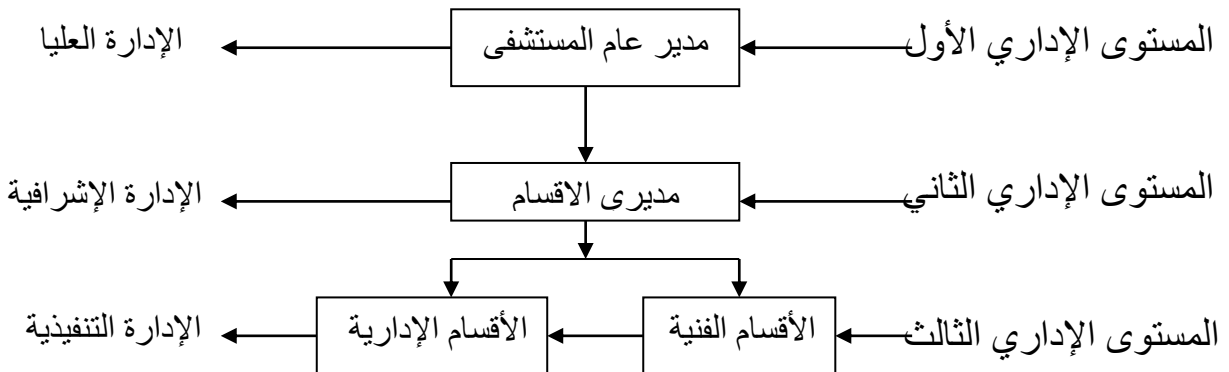 المستوى الإداري الأول
مدير عام المستشفى
الإدارة العليا
المستوى الإداري الثاني
مديرى الاقسام
الإدارة الإشرافية
المستوى الإداري الثالث
الأقسام الفنية
الأقسام الإدارية
الإدارة التنفيذية